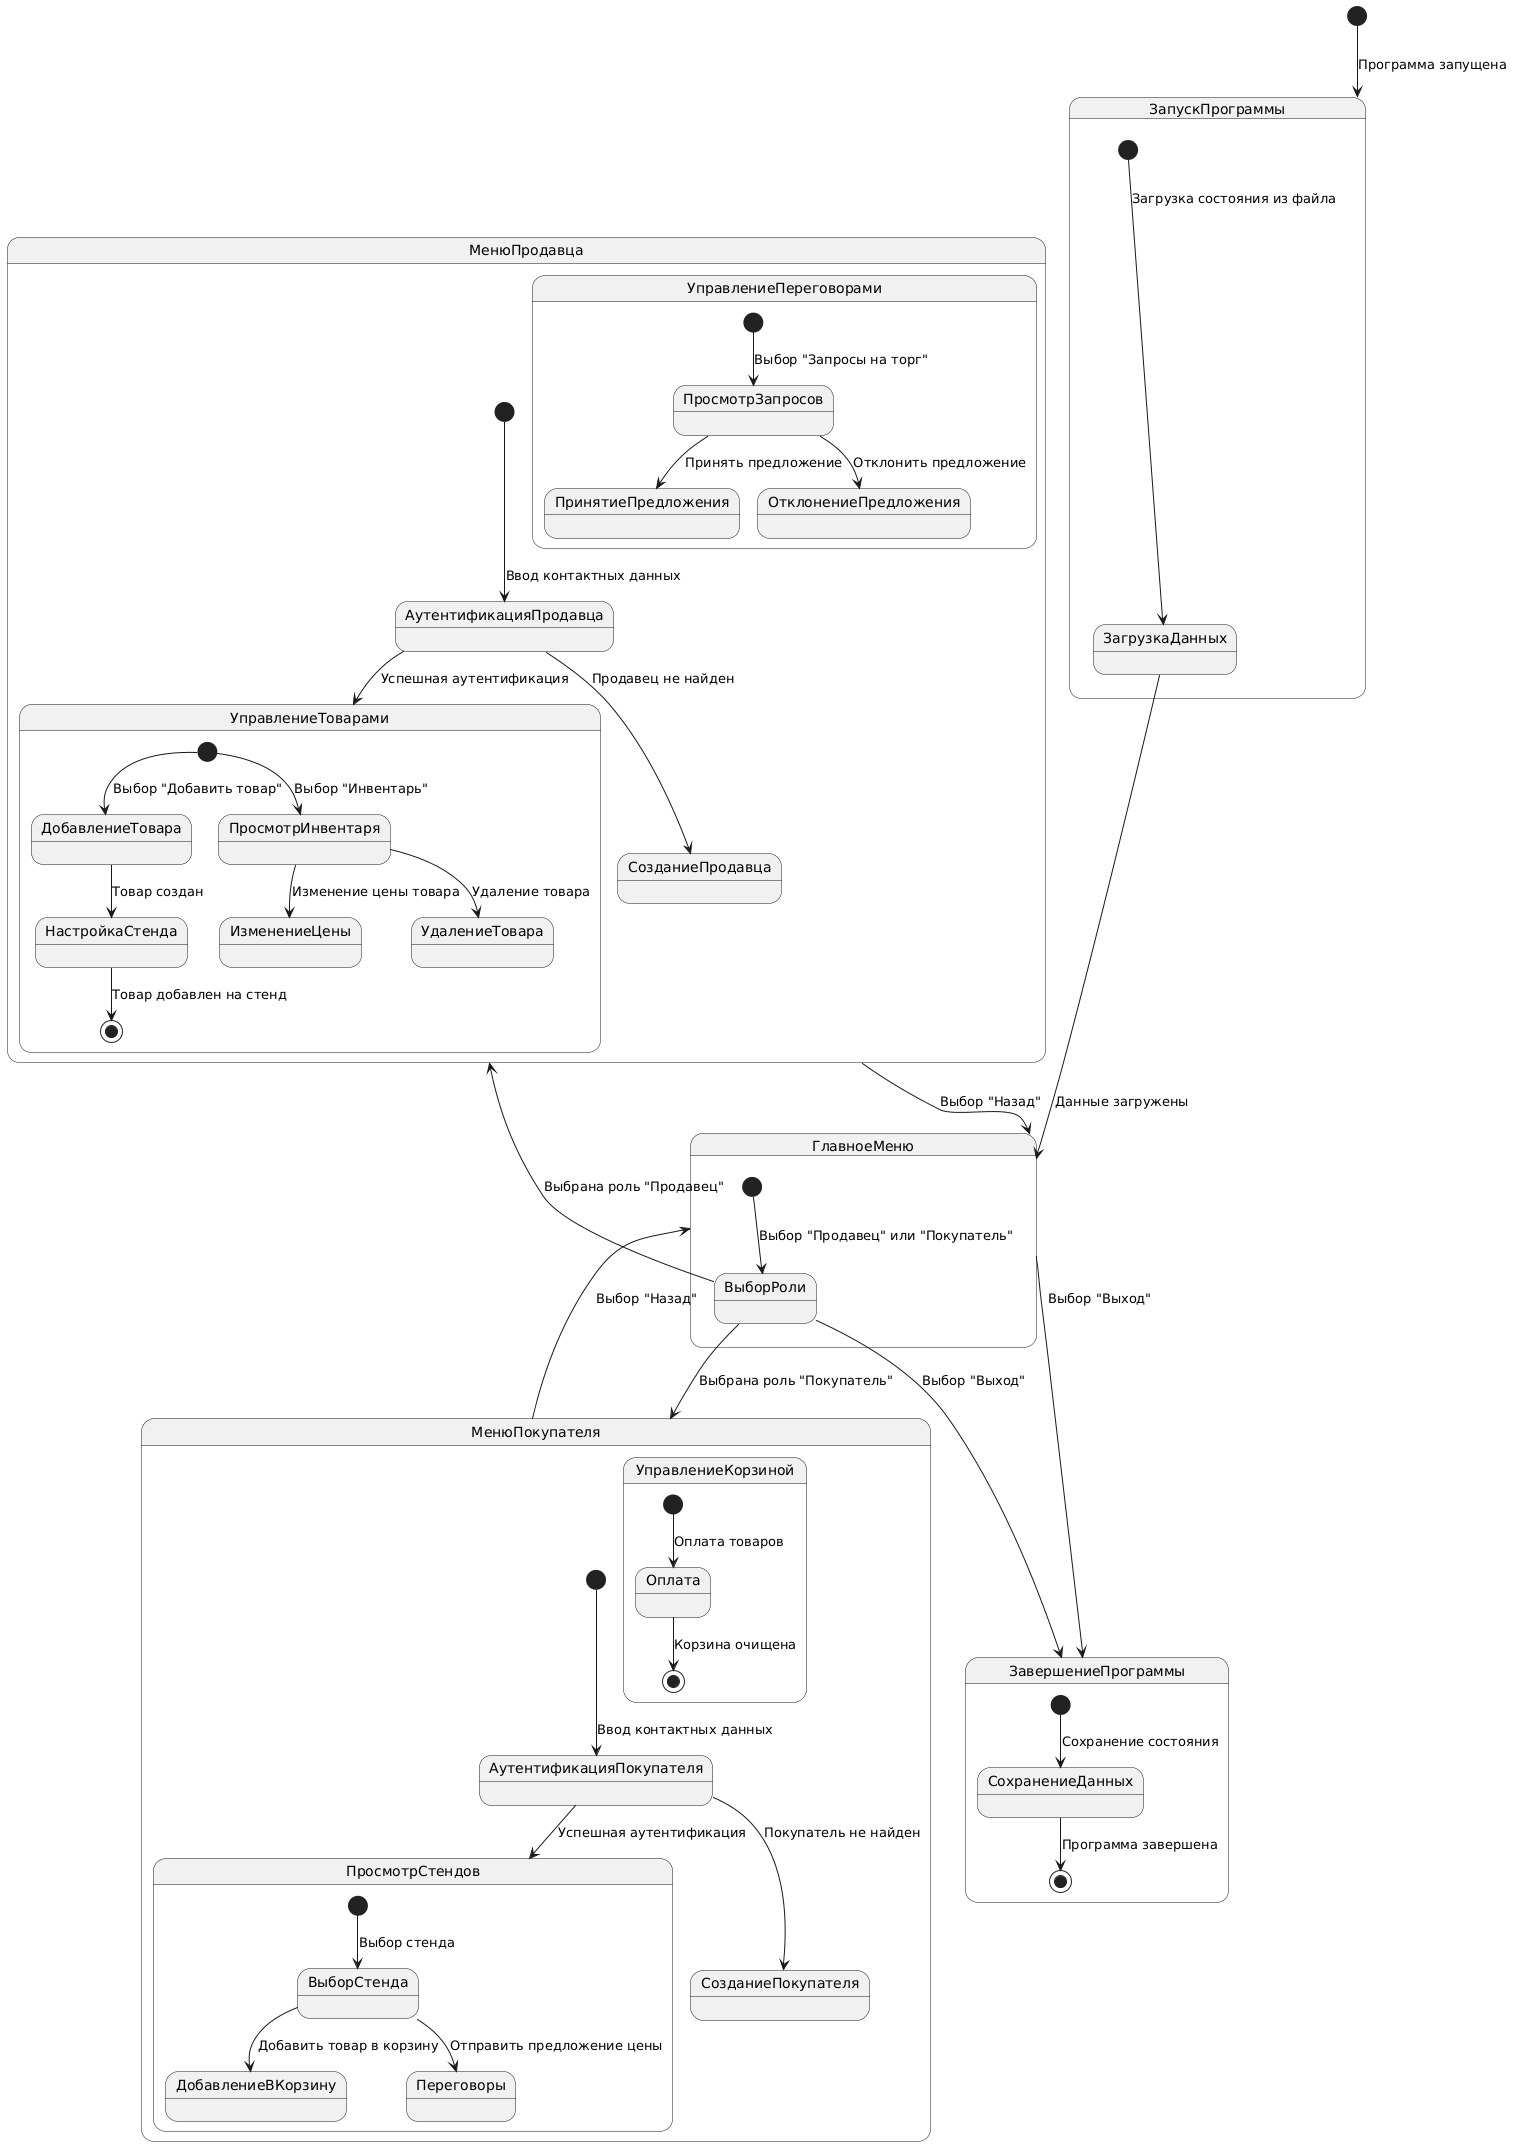 Программа запущена
ЗапускПрограммы
Загрузка состояния из файла
МенюПродавца
УправлениеПереговорами
Выбор "Запросы на торг"
ПросмотрЗапросов
Принять предложение
Отклонить предложение
ПринятиеПредложения
ОтклонениеПредложения
Ввод контактных данных
АутентификацияПродавца
ЗагрузкаДанных
Успешная аутентификация
Продавец не найден
УправлениеТоварами
Выбор "Добавить товар"
Выбор "Инвентарь"
ДобавлениеТовара
ПросмотрИнвентаря
СозданиеПродавца
Товар создан
Изменение цены товара
Удаление товара
НастройкаСтенда
ИзменениеЦены
УдалениеТовара
Товар добавлен на стенд
Выбор "Назад"
Данные загружены
ГлавноеМеню
Выбрана роль "Продавец"
Выбор "Продавец" или "Покупатель"
ВыборРоли
Выбор "Назад"
Выбор "Выход"
Выбрана роль "Покупатель"
Выбор "Выход"
МенюПокупателя
УправлениеКорзиной
Оплата товаров
Оплата
Корзина очищена
ЗавершениеПрограммы
Ввод контактных данных
Сохранение состояния
АутентификацияПокупателя
СохранениеДанных
Успешная аутентификация
Покупатель не найден
Программа завершена
ПросмотрСтендов
Выбор стенда
ВыборСтенда
СозданиеПокупателя
Добавить товар в корзину
Отправить предложение цены
ДобавлениеВКорзину
Переговоры